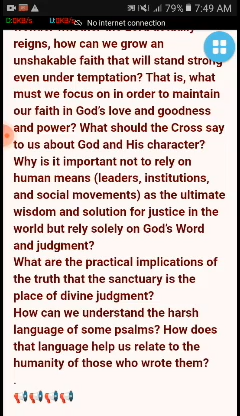 79% 7:49 AM
O:0KB/s U:0KB/s No internet connection
reigns, how can we grow an
unshakable faith that will stand strong
even under temptation? That is, what
must we focus on in order to maintain
our faith in God's love and goodness
and power? What should the Cross say
to us about God and His character?
Why is it important not to rely on
human means (leaders, institutions,
and social movements) as the ultimate
wisdom and solution for justice in the
world but rely solely on God's Word
and judgment?
What are the practical implications of
the truth that the sanctuary is the
place of divine judgment?
How can we understand the harsh
language of some psalms? How does
that language help us relate to the
humanity of those who wrote them?
.